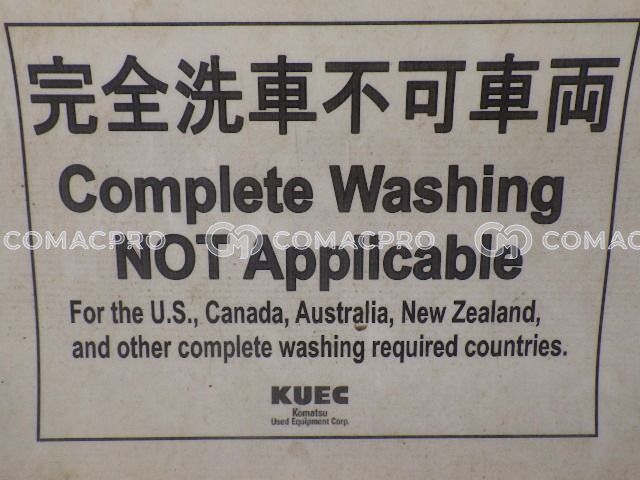 完全洗車不可車両
Complete Washing
NOT Applicable
COMACPRO COMACPRO COMACPRO
For the U.S., Canada, Australia, New Zealand,
and other complete washing required countries.
KUEC
Komatsu
Used Equipment Corp.